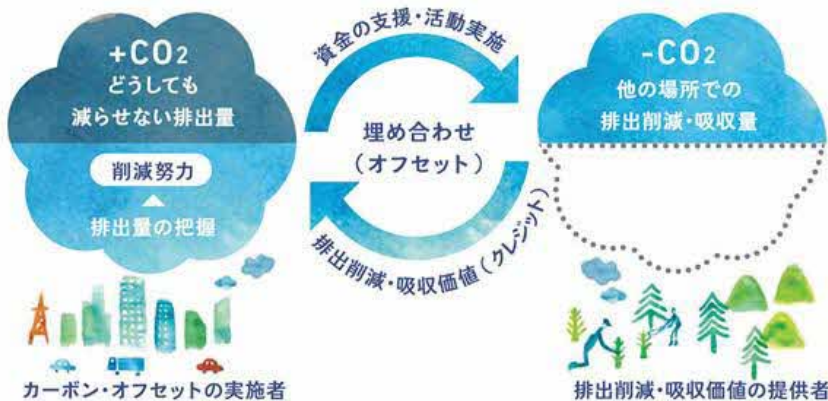 +CO2
どうしても
減らせない排出量
削減努力
排出量の把握
カーボン・オフセットの実施者
資金の支援・活動実施
埋め合わせ
(オフセット)
排出削減・吸収価値(クレジット)
-CO2
他の場所での
排出削減・吸収量
排出削減・吸収価値の提供者